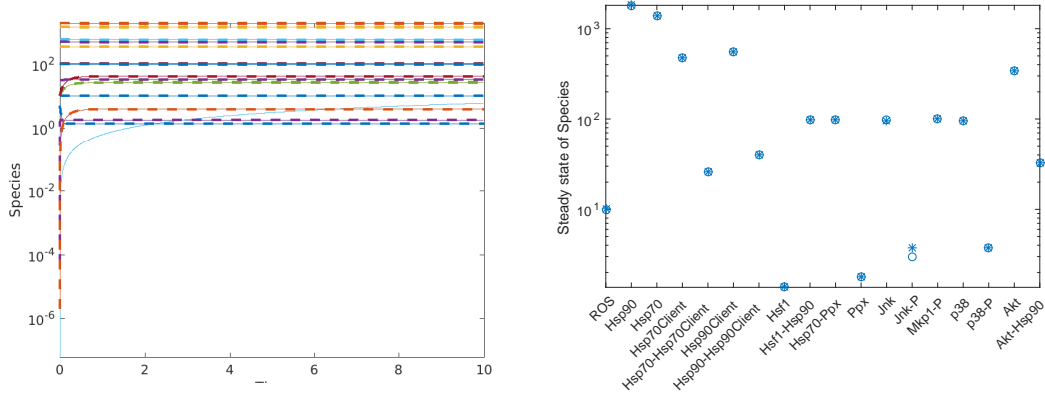 Species
10^2
10^0
10^-2
10^-4
10^-6
0
2
4
6
8
10
Steady state of Species
10^3
10^2
10^1
ROS
Hsp90
Hsp70
Hsp70Client
Hsp70-Hsp70Client
Hsp90Client
Hsp90-Hsp90Client
Hsf1
Hsf1-Hsp90
Hsp70-Ppx
Ppx
Jnk
Jnk-P
Mkp1-P
p38
p38-P
Akt
Akt-Hsp90